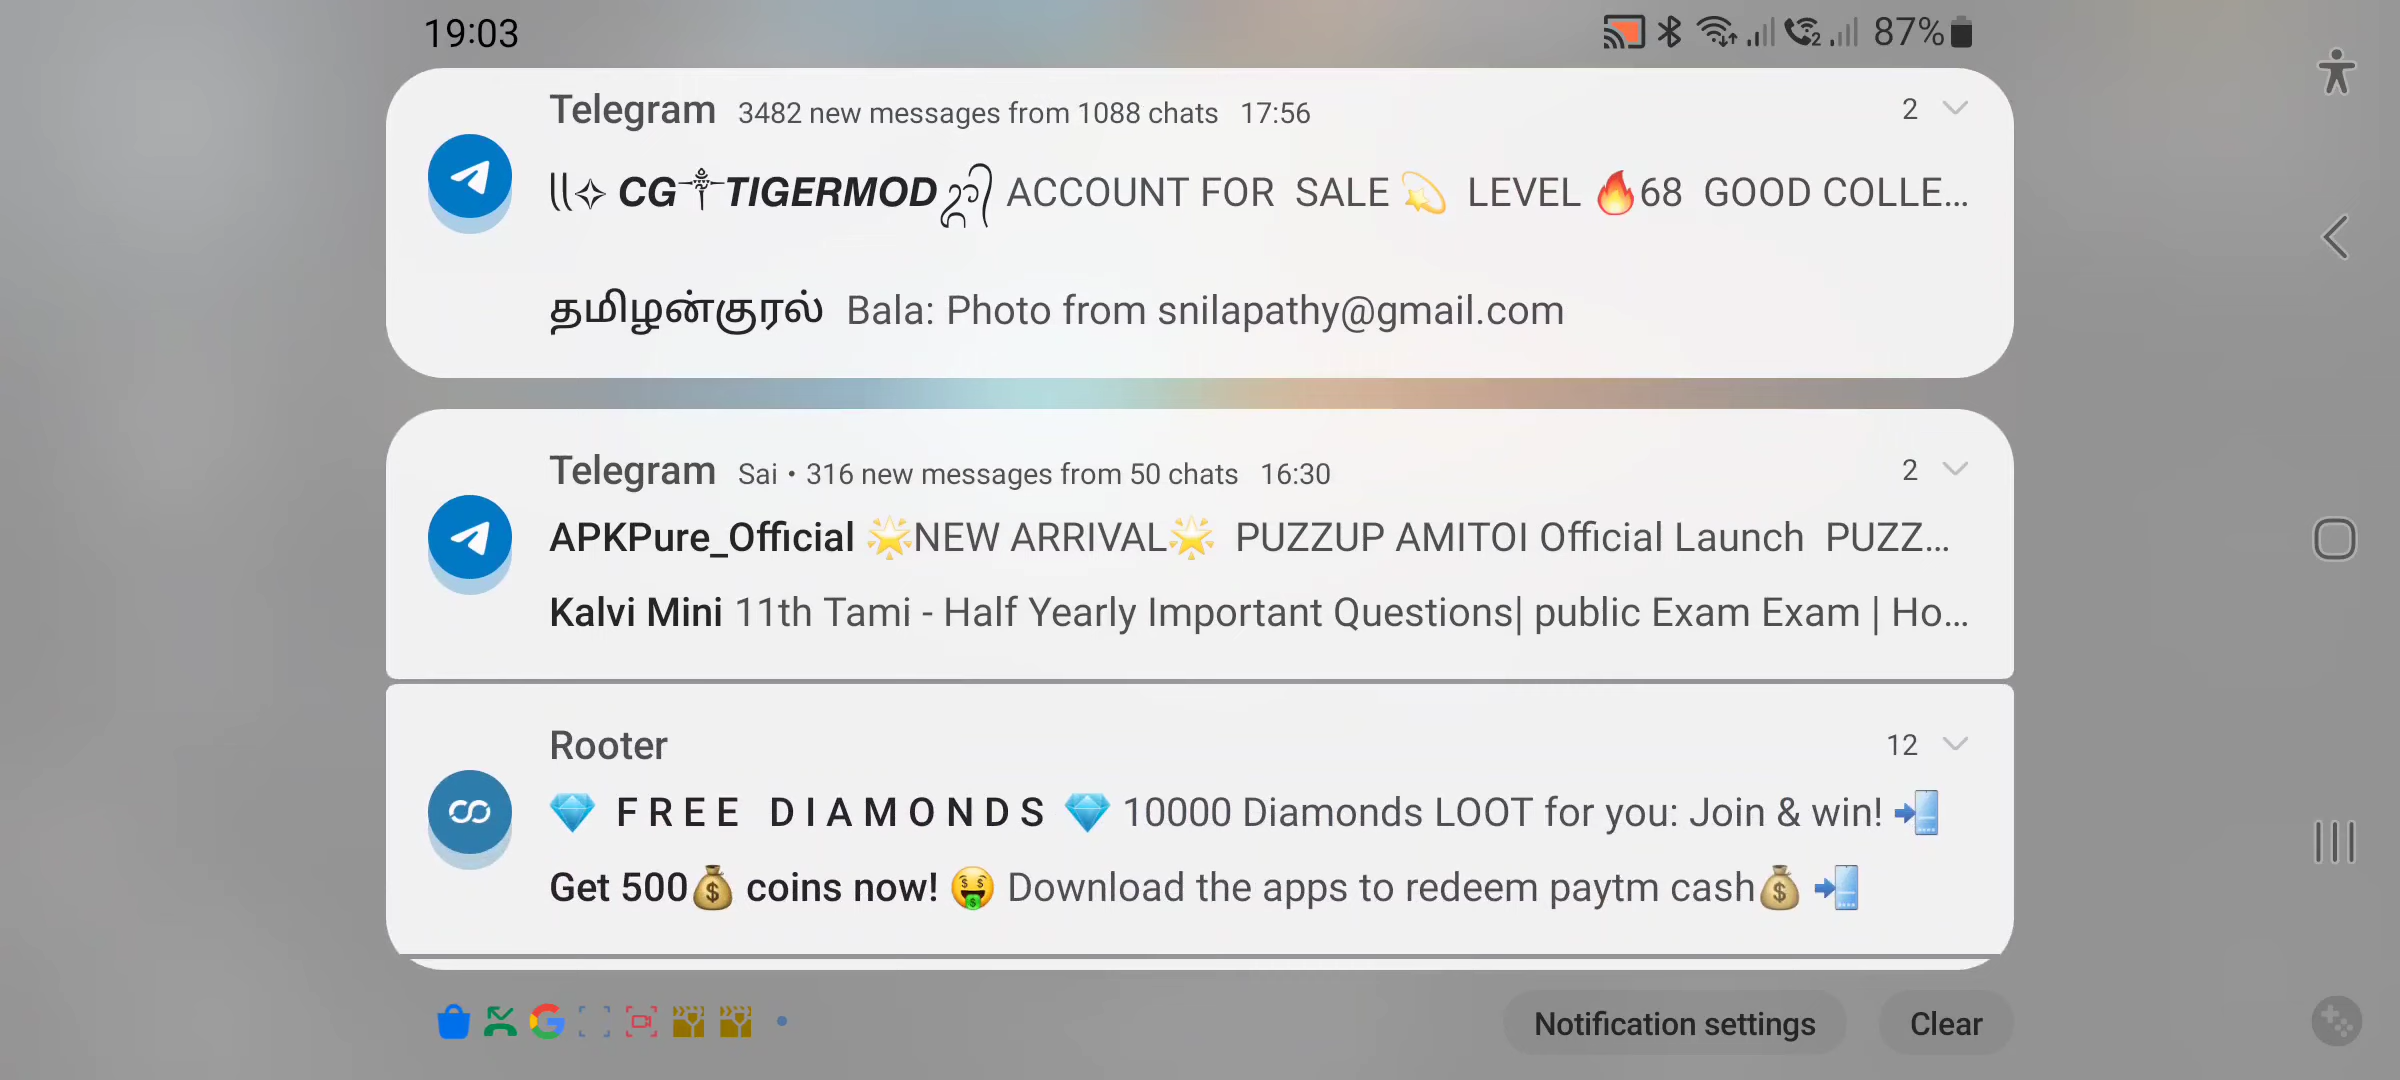 19:03 87%
Telegram 3482 new messages from 1088 chats 17:56 2
CG TIGERMOD ACCOUNT FOR SALE 💫 LEVEL 🔥68 GOOD COLLE...
தமிழன்குரல் Bala: Photo from snilapathy@gmail.com
Telegram Sai • 316 new messages from 50 chats 16:30 2
APKPure_Official 🌟NEW ARRIVAL🌟 PUZZUP AMITOI Official Launch PUZZ...
Kalvi Mini 11th Tami - Half Yearly Important Questions| public Exam Exam | Ho...
Rooter 12
💎 F R E E D I A M O N D S 💎 10000 Diamonds LOOT for you: Join & win! 📲
Get 500💰 coins now! 🤑 Download the apps to redeem paytm cash💰 📲
Notification settings Clear